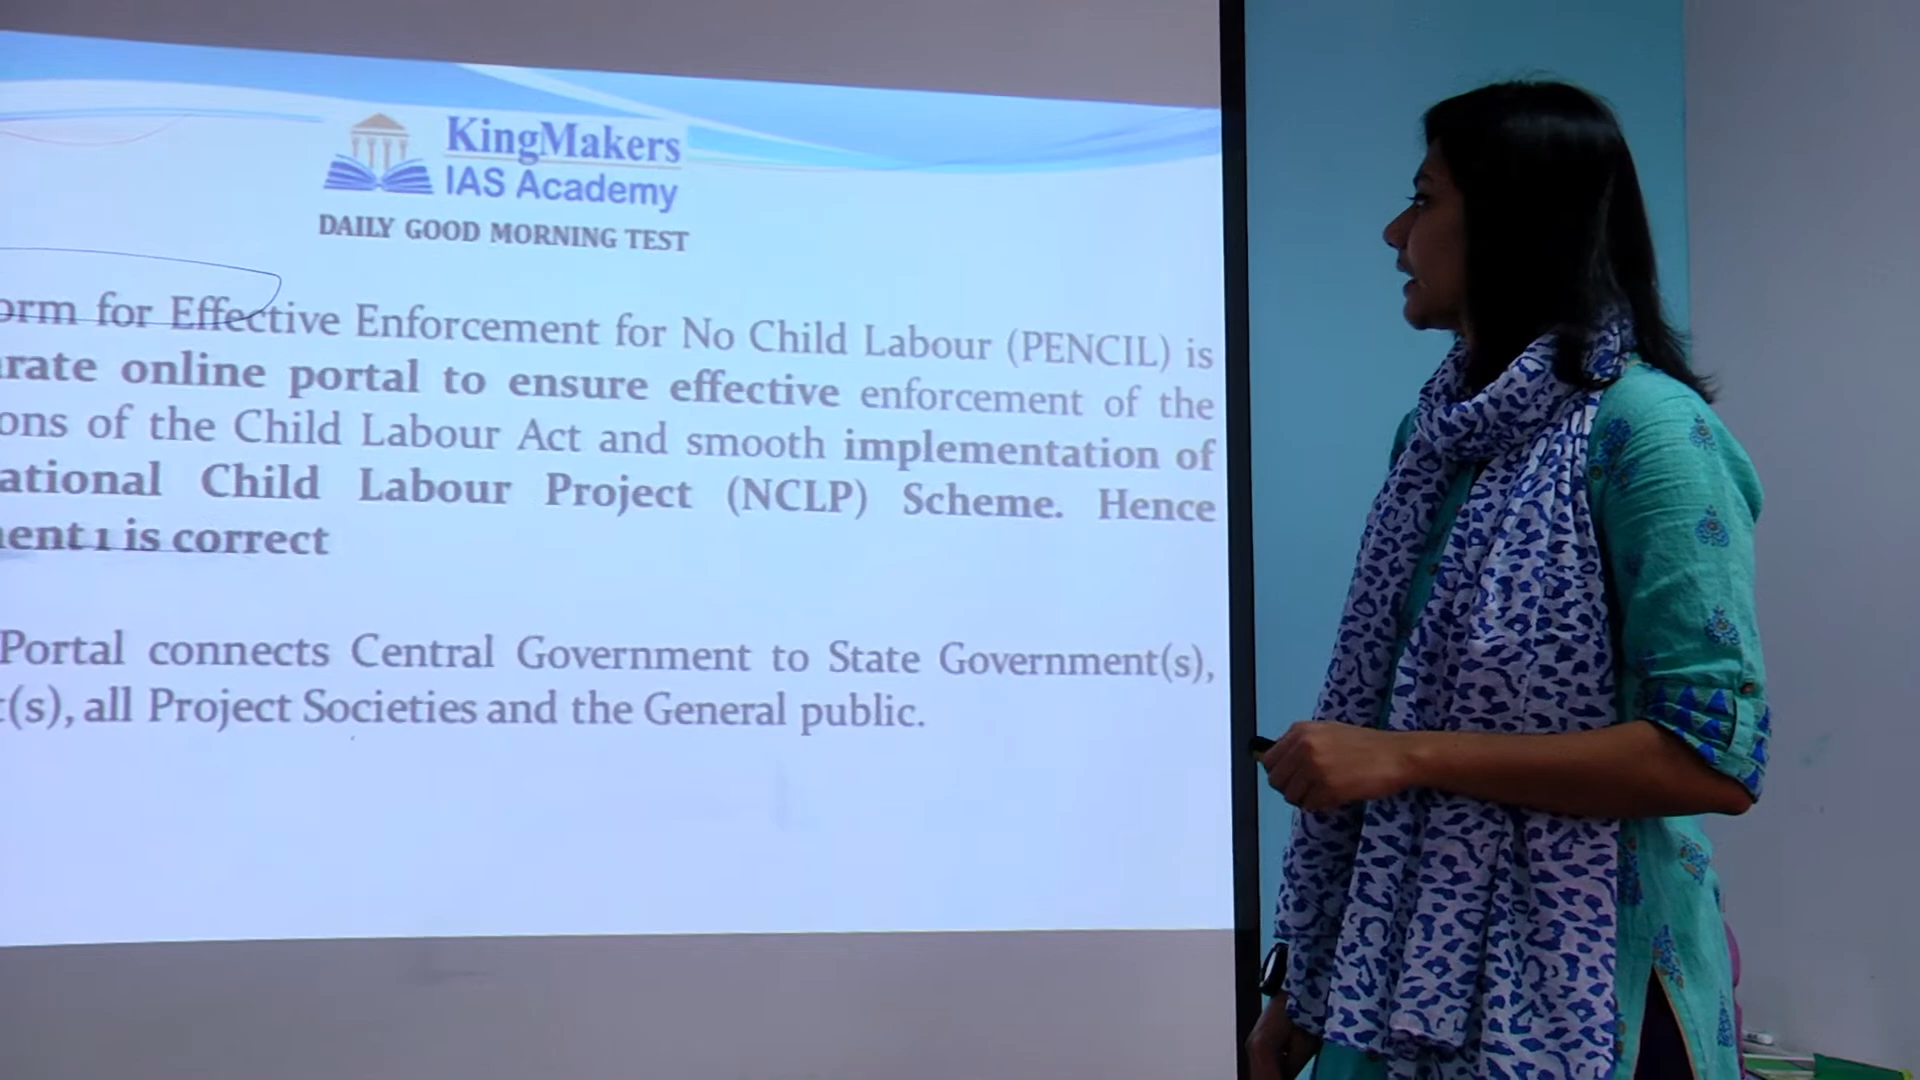 KingMakers
IAS Academy
DAILY GOOD MORNING TEST
orm for Effective Enforcement for No Child Labour (PENCIL) is
rate online portal to ensure effective enforcement of the
ons of the Child Labour Act and smooth implementation of
ational Child Labour Project (NCLP) Scheme. Hence
ent 1 is correct
Portal connects Central Government to State Government(s),
(s), all Project Societies and the General public.